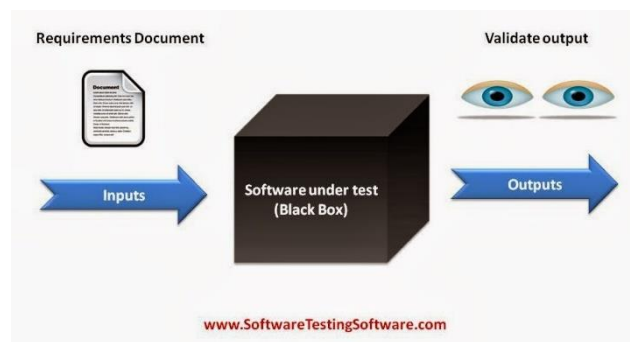 Requirements Document
Validate output
Document
Inputs
Software under test
(Black Box)
Outputs
www.SoftwareTestingSoftware.com